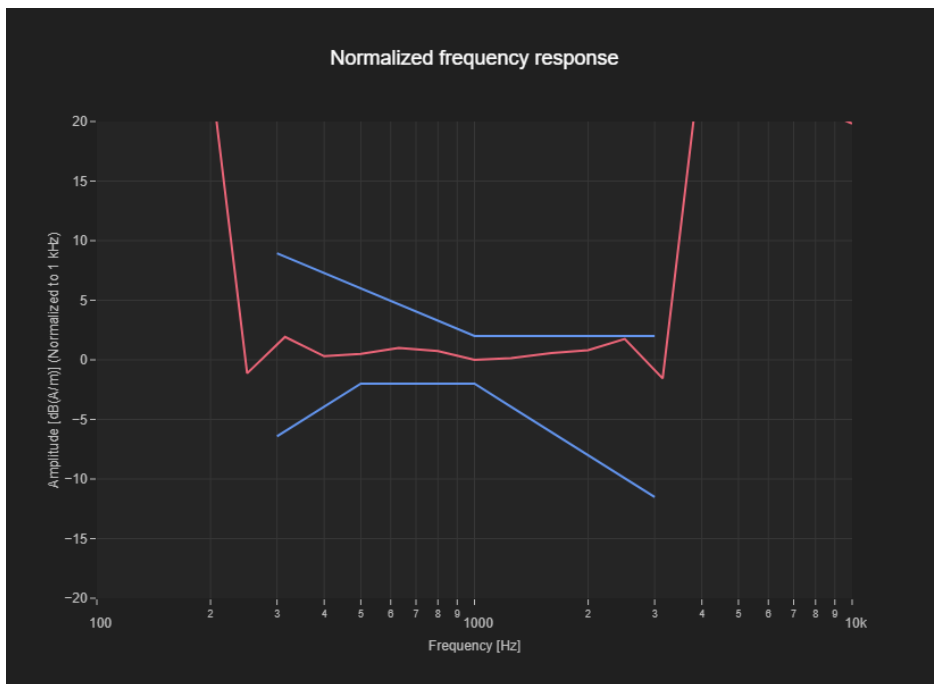 Normalized frequency response
Amplitude [dB(A/m)] (Normalized to 1 kHz)
20
15
10
5
0
−5
−10
−15
−20
100 2 3 4 5 6 7 8 9 1000 2 3 4 5 6 7 8 9 10k
Frequency [Hz]